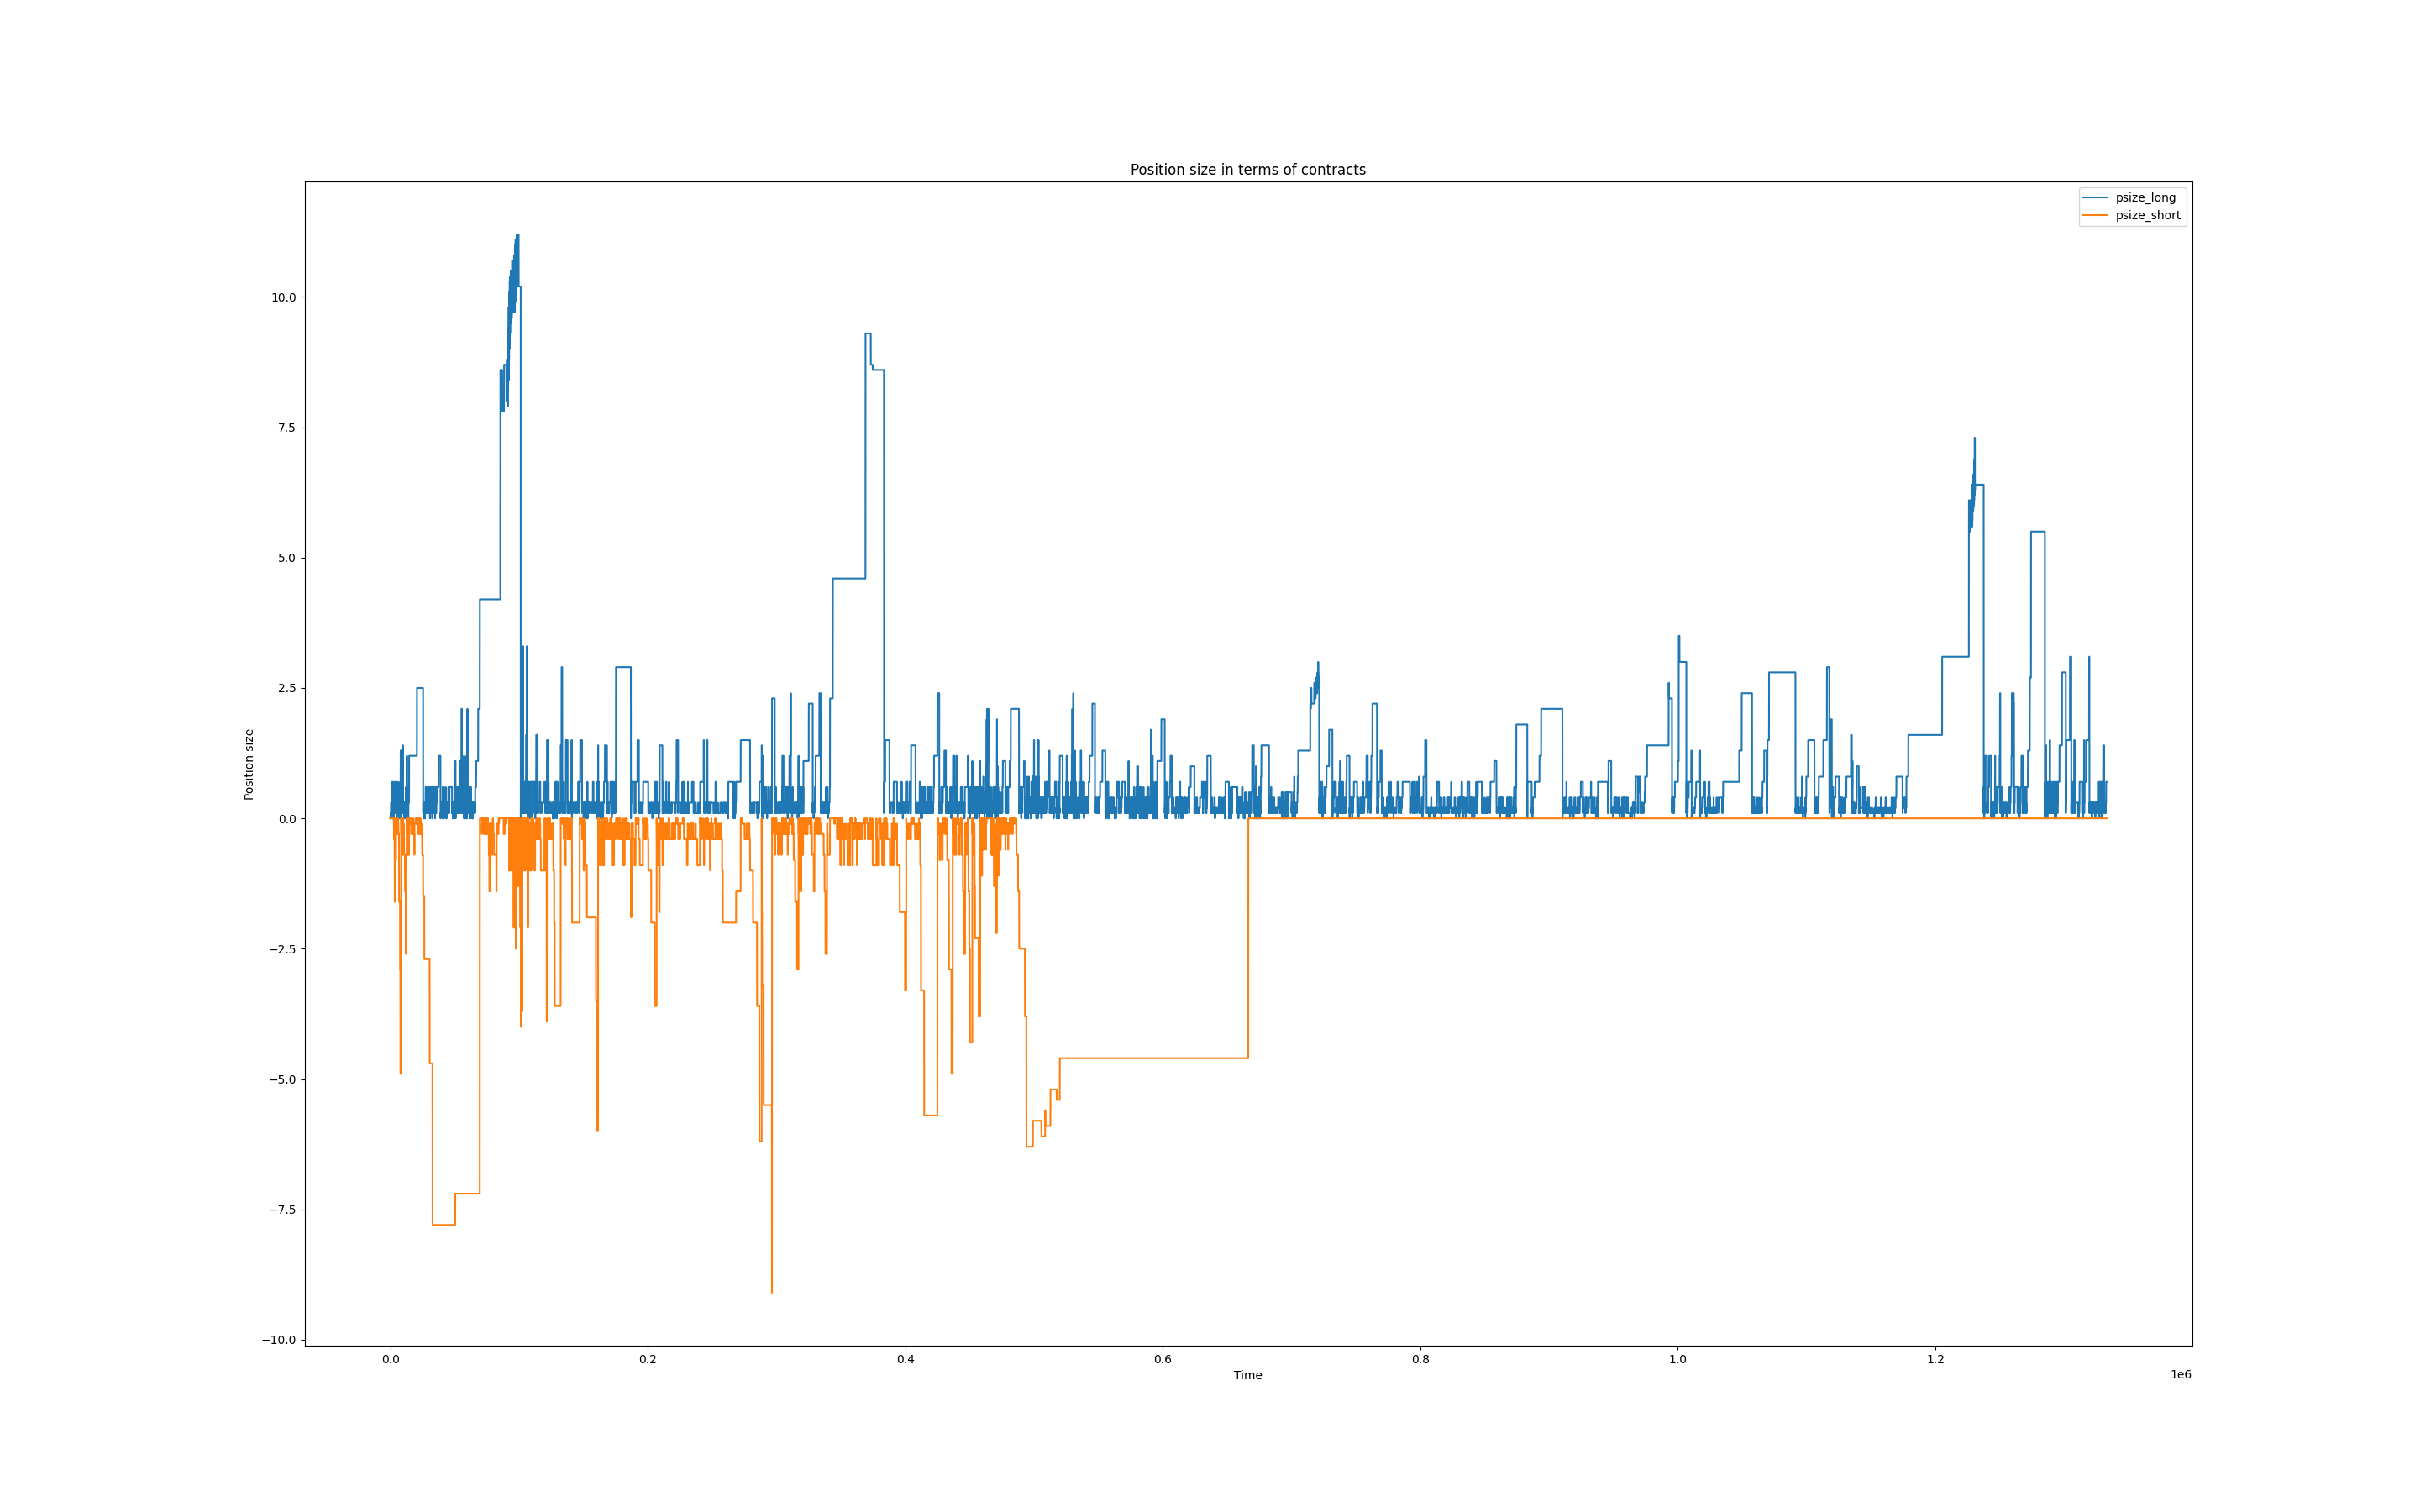 Position size in terms of contracts
psize_long
psize_short
10.0
7.5
5.0
2.5
0.0
−2.5
−5.0
−7.5
−10.0
Position size
0.0 0.2 0.4 0.6 0.8 1.0 1.2
Time
1e6